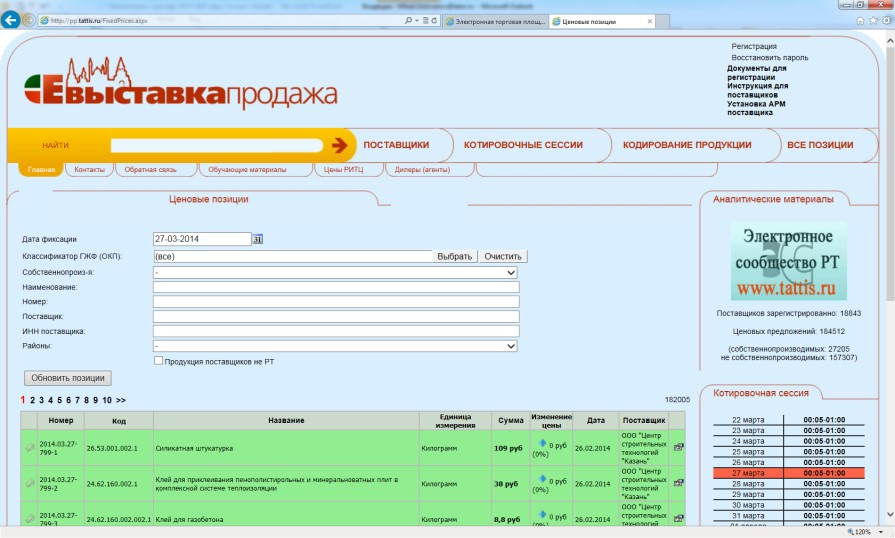 http://pp.tattis.ru/FixedPrices.aspx
Электронная торговая площ...
Ценовые позиции
Регистрация
Восстановить пароль
Документы для
регистрации
Инструкция для
поставщиков
Установка АРМ
поставщика
Евыставкапродажа
НАЙТИ
ПОСТАВЩИКИ
КОТИРОВОЧНЫЕ СЕССИИ
КОДИРОВАНИЕ ПРОДУКЦИИ
ВСЕ ПОЗИЦИИ
Главная
Контакты
Обратная связь
Обучающие материалы
Цены РИТЦ
Дилеры (агенты)
Ценовые позиции
Дата фиксации 27-03-2014 31
Классификатор ГЖФ (ОКП): (все) Выбрать Очистить
Собственнопроиз-я: -
Наименование:
Номер:
Поставщик:
ИНН поставщика:
Районы: -
Продукция поставщиков не РТ
Обновить позиции
1 2 3 4 5 6 7 8 9 10 >>
182005
Номер Код Название Единица измерения Сумма Изменение цены Дата Поставщик
2014.03.27-799-1 26.53.001.002.1 Силикатная штукатурка Килограмм 109 руб 0 руб (0%) 26.02.2014 ООО "Центр строительных технологий "Казань"
2014.03.27-799-2 24.62.160.002.1 Клей для приклеивания пенополистирольных и минераловатных плит в комплексной системе теплоизоляции Килограмм 38 руб 0 руб (0%) 26.02.2014 ООО "Центр строительных технологий "Казань"
2014.03.27-799-3 24.62.160.002.002.1 Клей для газобетона Килограмм 8,8 руб 0 руб (0%) 26.02.2014 ООО "Центр строительных технологий
Аналитические материалы
Электронное
сообщество РТ
www.tattis.ru
Поставщиков зарегистрированно: 18843
Ценовых предложений: 184512
(собственнопроизводимых: 27205
не собственнопроизводимых: 157307)
Котировочная сессия
22 марта 00:05-01:00
23 марта 00:05-01:00
24 марта 00:05-01:00
25 марта 00:05-01:00
26 марта 00:05-01:00
27 марта 00:05-01:00
28 марта 00:05-01:00
29 марта 00:05-01:00
30 марта 00:05-01:00
31 марта 00:05-01:00
120%